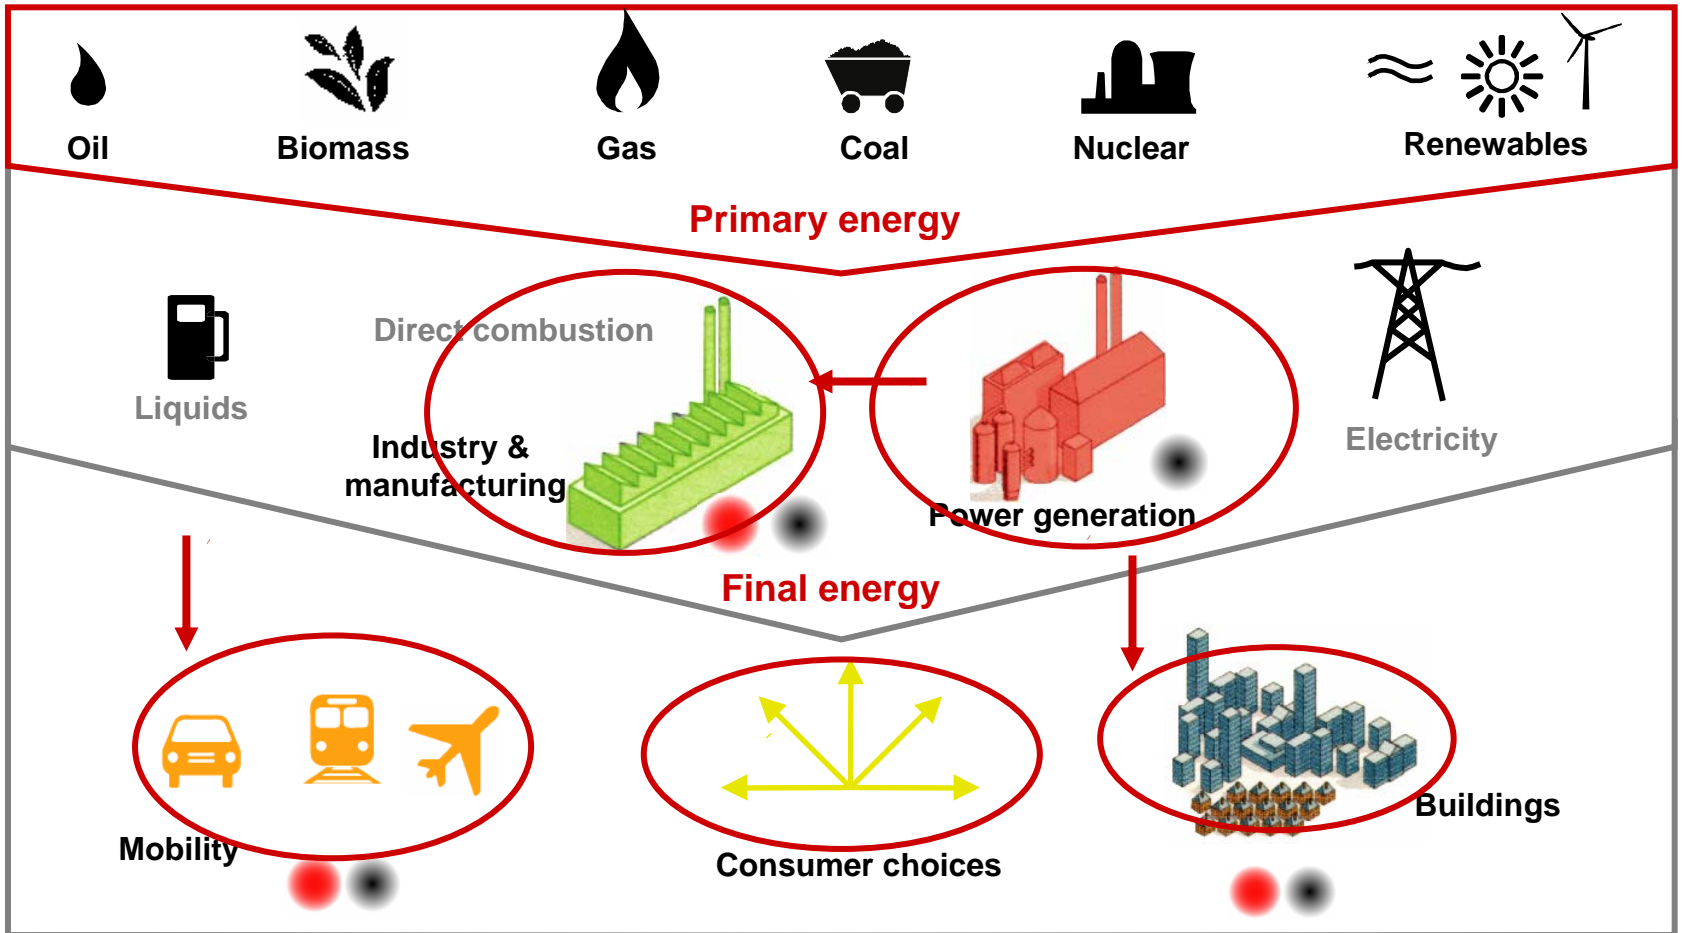 Oil
Biomass
Gas
Coal
Nuclear
Renewables
Primary energy
Direct combustion
Liquids
Electricity
Industry &
manufacturing
Power generation
Final energy
Mobility
Consumer choices
Buildings